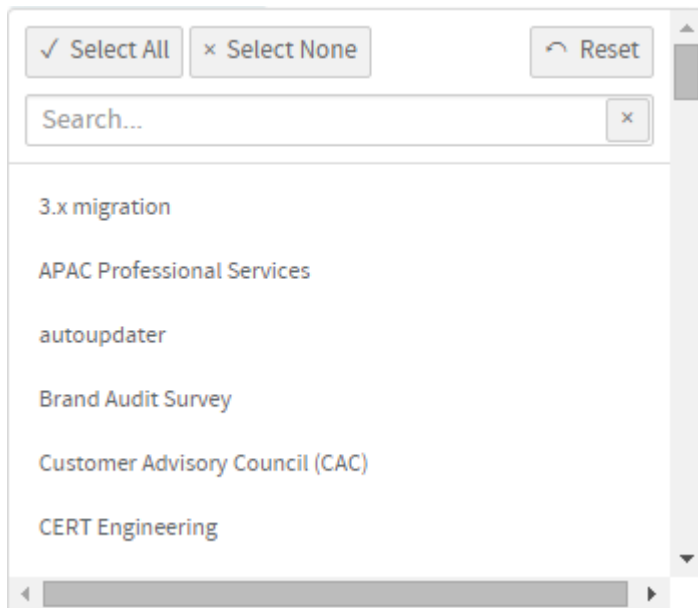 ✓ Select All × Select None Reset
Search... ×
3.x migration
APAC Professional Services
autoupdater
Brand Audit Survey
Customer Advisory Council (CAC)
CERT Engineering